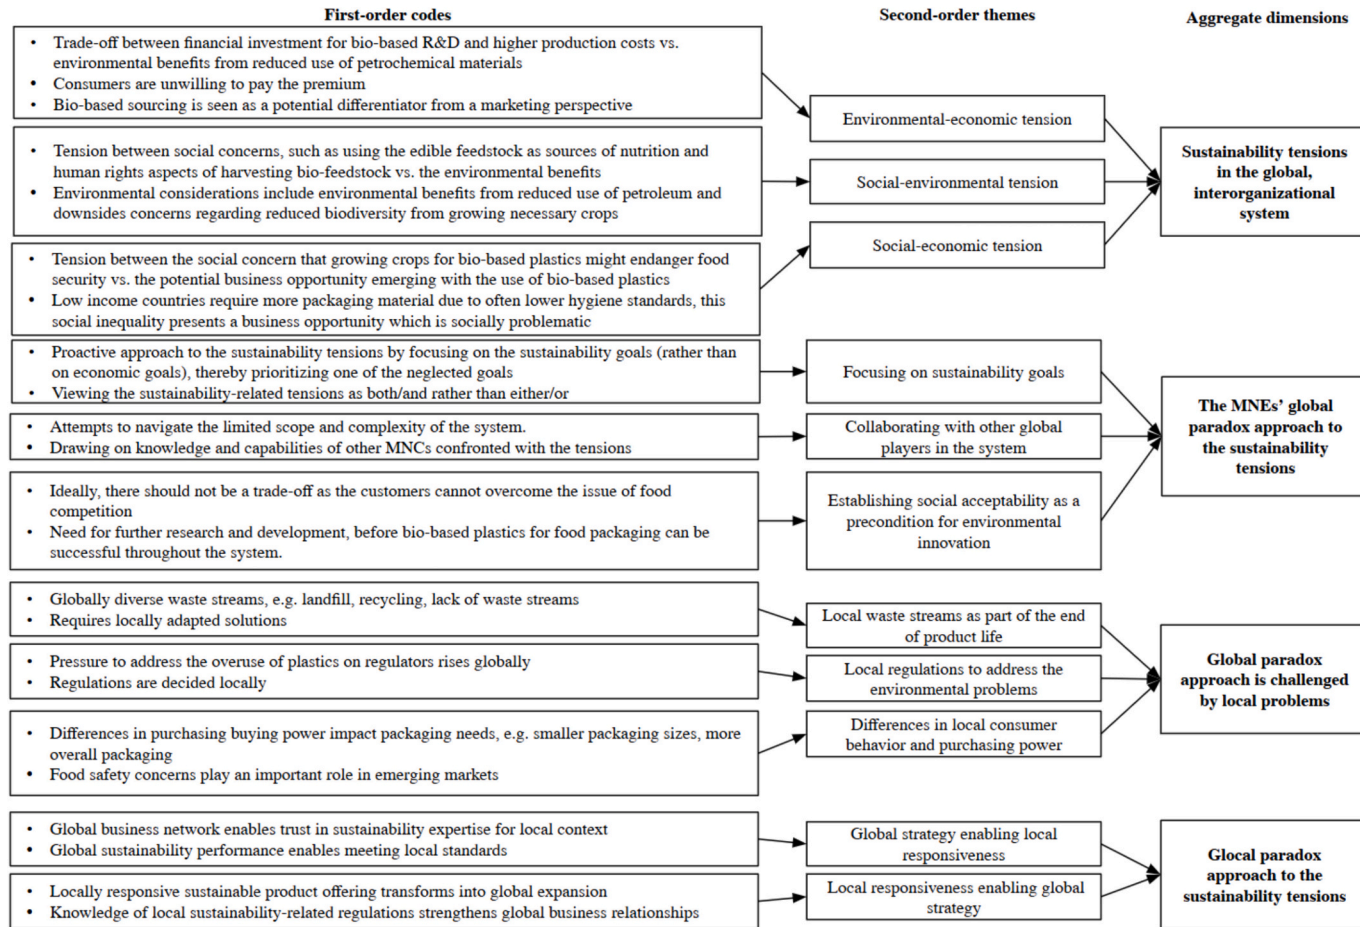 First-order codes
Second-order themes
Aggregate dimensions
• Trade-off between financial investment for bio-based R&D and higher production costs vs.
environmental benefits from reduced use of petrochemical materials
• Consumers are unwilling to pay the premium
• Bio-based sourcing is seen as a potential differentiator from a marketing perspective
Environmental-economic tension
• Tension between social concerns, such as using the edible feedstock as sources of nutrition and
human rights aspects of harvesting bio-feedstock vs. the environmental benefits
• Environmental considerations include environmental benefits from reduced use of petroleum and
downsides concerns regarding reduced biodiversity from growing necessary crops
Social-environmental tension
• Tension between the social concern that growing crops for bio-based plastics might endanger food
security vs. the potential business opportunity emerging with the use of bio-based plastics
• Low income countries require more packaging material due to often lower hygiene standards, this
social inequality presents a business opportunity which is socially problematic
Social-economic tension
Sustainability tensions
in the global,
interorganizational
system
• Proactive approach to the sustainability tensions by focusing on the sustainability goals (rather than
on economic goals), thereby prioritizing one of the neglected goals
• Viewing the sustainability-related tensions as both/and rather than either/or
Focusing on sustainability goals
• Attempts to navigate the limited scope and complexity of the system.
• Drawing on knowledge and capabilities of other MNCs confronted with the tensions
Collaborating with other global
players in the system
• Ideally, there should not be a trade-off as the customers cannot overcome the issue of food
competition
• Need for further research and development, before bio-based plastics for food packaging can be
successful throughout the system.
Establishing social acceptability as a
precondition for environmental
innovation
The MNEs’ global
paradox approach to
the sustainability
tensions
• Globally diverse waste streams, e.g. landfill, recycling, lack of waste streams
• Requires locally adapted solutions
Local waste streams as part of the end
of product life
• Pressure to address the overuse of plastics on regulators rises globally
• Regulations are decided locally
Local regulations to address the
environmental problems
• Differences in purchasing buying power impact packaging needs, e.g. smaller packaging sizes, more
overall packaging
• Food safety concerns play an important role in emerging markets
Differences in local consumer
behavior and purchasing power
Global paradox
approach is challenged
by local problems
• Global business network enables trust in sustainability expertise for local context
• Global sustainability performance enables meeting local standards
Global strategy enabling local
responsiveness
• Locally responsive sustainable product offering transforms into global expansion
• Knowledge of local sustainability-related regulations strengthens global business relationships
Local responsiveness enabling global
strategy
Glocal paradox
approach to the
sustainability tensions